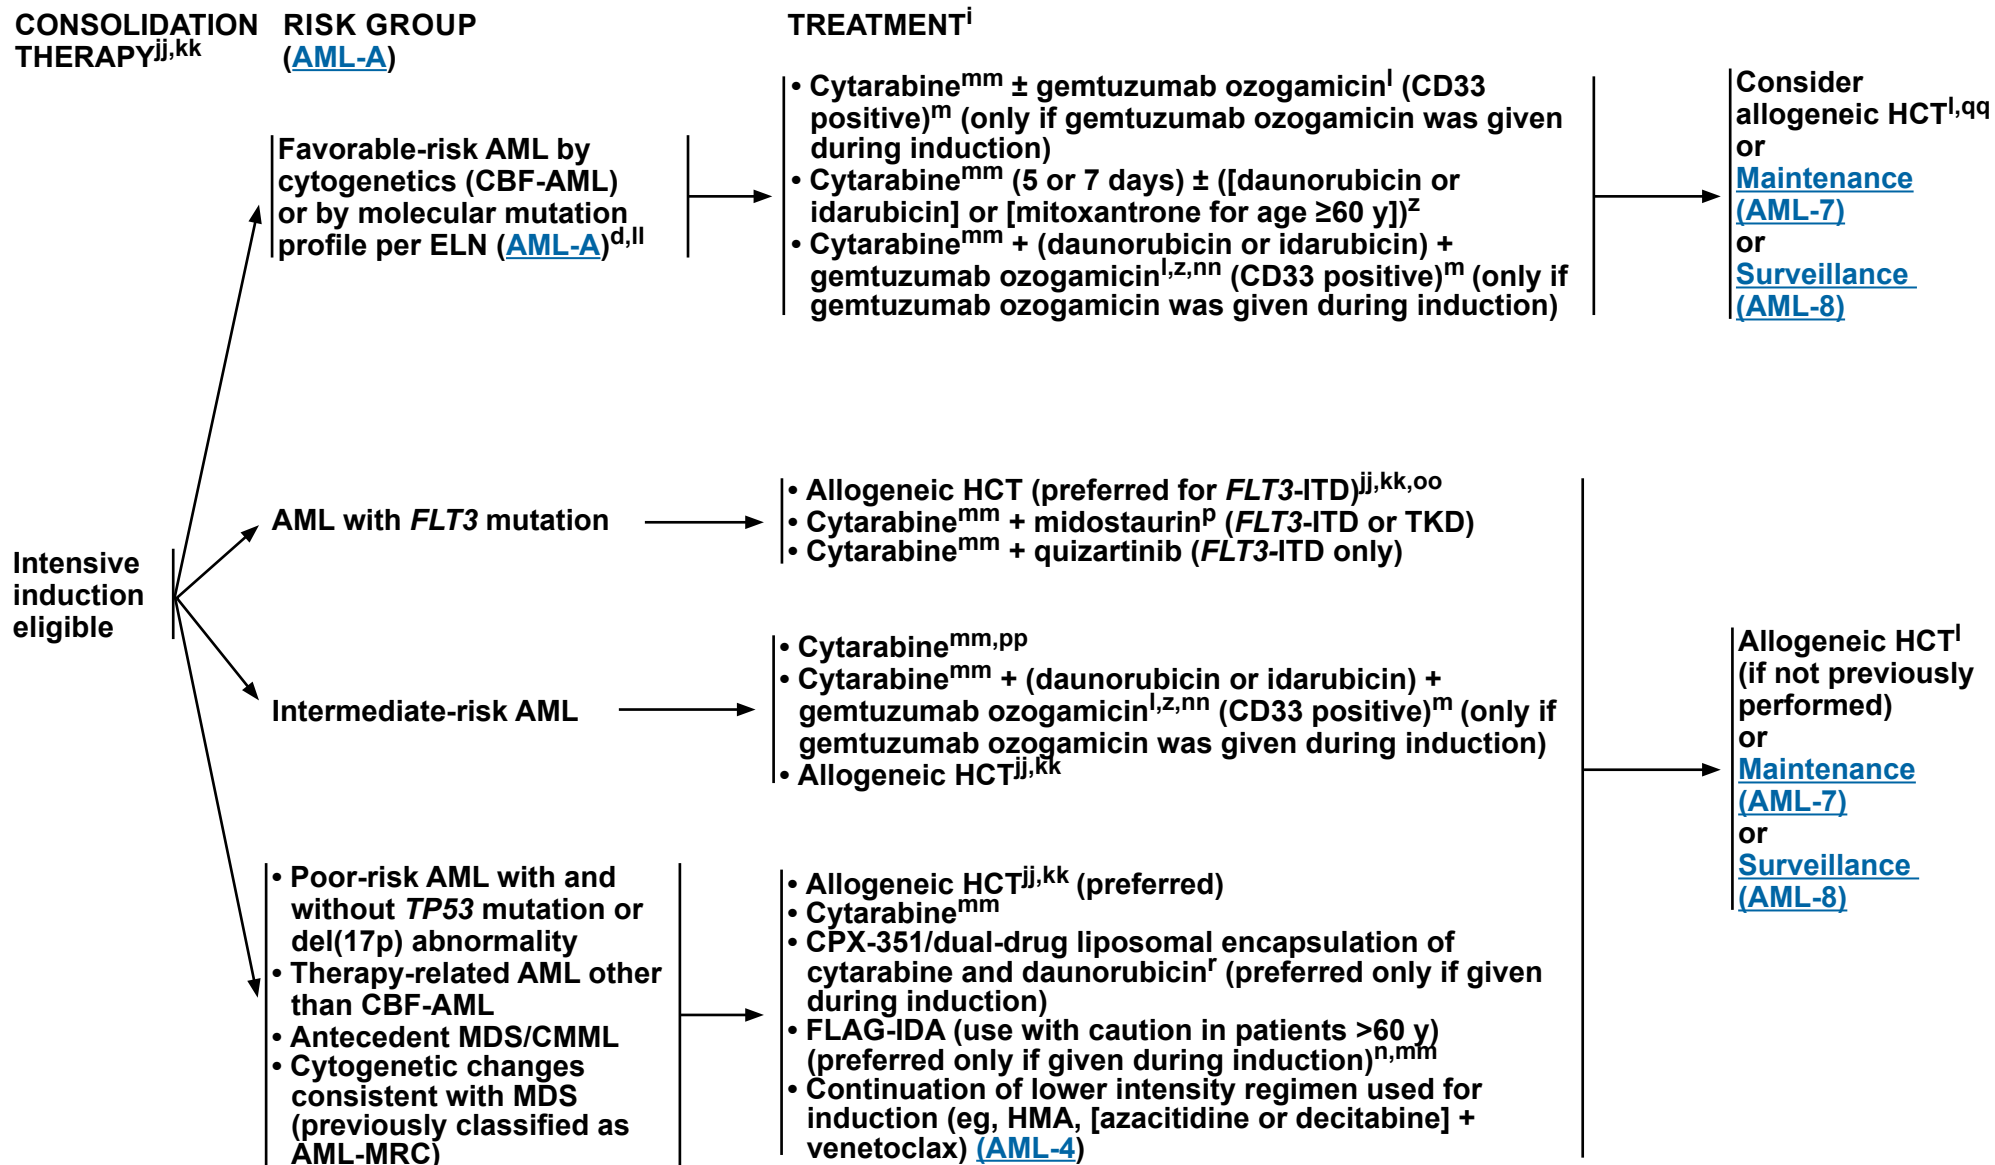 CONSOLIDATION
THERAPYjj,kk
RISK GROUP
(AML-A)
TREATMENTi
Intensive
induction
eligible
Favorable-risk AML by
cytogenetics (CBF-AML)
or by molecular mutation
profile per ELN (AML-A)d,ll
• Cytarabinemm ± gemtuzumab ozogamicinl (CD33
positive)m (only if gemtuzumab ozogamicin was given
during induction)
• Cytarabinemm (5 or 7 days) ± ([daunorubicin or
idarubicin] or [mitoxantrone for age ≥60 y])z
• Cytarabinemm + (daunorubicin or idarubicin) +
gemtuzumab ozogamicinl,z,nn (CD33 positive)m (only if
gemtuzumab ozogamicin was given during induction)
Consider
allogeneic HCTl,qq
or
Maintenance
(AML-7)
or
Surveillance
(AML-8)
AML with FLT3 mutation
• Allogeneic HCT (preferred for FLT3-ITD)jj,kk,oo
• Cytarabinemm + midostaurinp (FLT3-ITD or TKD)
• Cytarabinemm + quizartinib (FLT3-ITD only)
Intermediate-risk AML
• Cytarabinemm,pp
• Cytarabinemm + (daunorubicin or idarubicin) +
gemtuzumab ozogamicinl,z,nn (CD33 positive)m (only if
gemtuzumab ozogamicin was given during induction)
• Allogeneic HCTjj,kk
• Poor-risk AML with and
without TP53 mutation or
del(17p) abnormality
• Therapy-related AML other
than CBF-AML
• Antecedent MDS/CMML
• Cytogenetic changes
consistent with MDS
(previously classified as
AML-MRC)
• Allogeneic HCTjj,kk (preferred)
• Cytarabinemm
• CPX-351/dual-drug liposomal encapsulation of
cytarabine and daunorubicinr (preferred only if given
during induction)
• FLAG-IDA (use with caution in patients >60 y)
(preferred only if given during induction)n,mm
• Continuation of lower intensity regimen used for
induction (eg, HMA, [azacitidine or decitabine] +
venetoclax) (AML-4)
Allogeneic HCTl
(if not previously
performed)
or
Maintenance
(AML-7)
or
Surveillance
(AML-8)